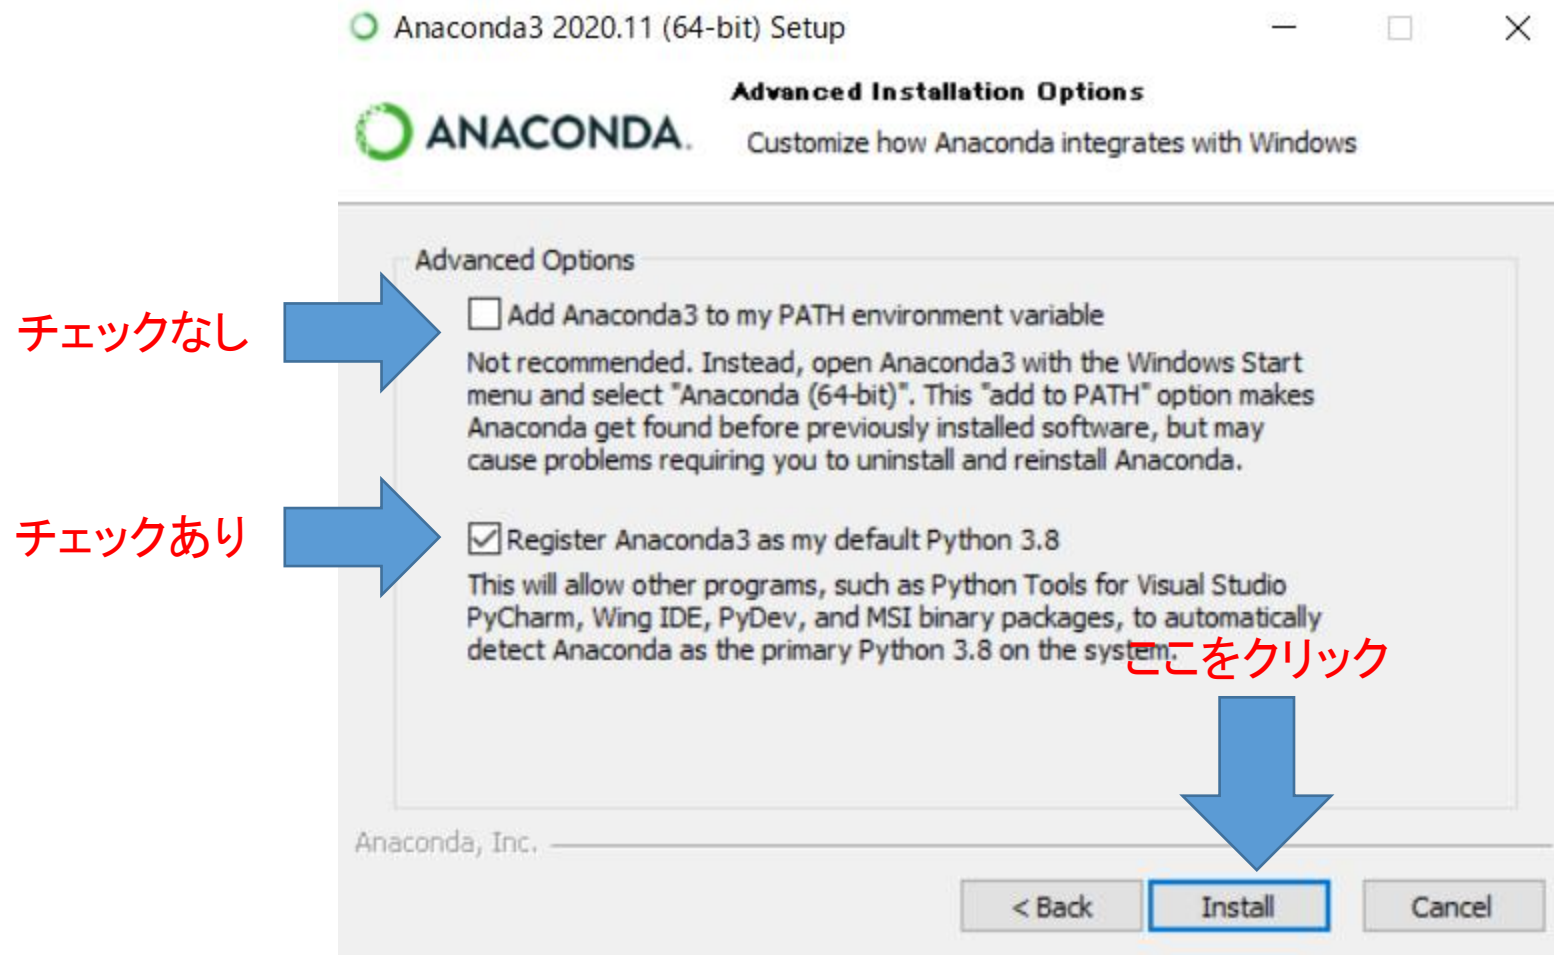 Anaconda3 2020.11 (64-bit) Setup
ANACONDA.
Advanced Installation Options
Customize how Anaconda integrates with Windows
Advanced Options
チェックなし
Add Anaconda3 to my PATH environment variable
Not recommended. Instead, open Anaconda3 with the Windows Start
menu and select "Anaconda (64-bit)". This "add to PATH" option makes
Anaconda get found before previously installed software, but may
cause problems requiring you to uninstall and reinstall Anaconda.
チェックあり
Register Anaconda3 as my default Python 3.8
This will allow other programs, such as Python Tools for Visual Studio
PyCharm, Wing IDE, PyDev, and MSI binary packages, to automatically
detect Anaconda as the primary Python 3.8 on the system.
ここをクリック
Anaconda, Inc.
< Back
Install
Cancel